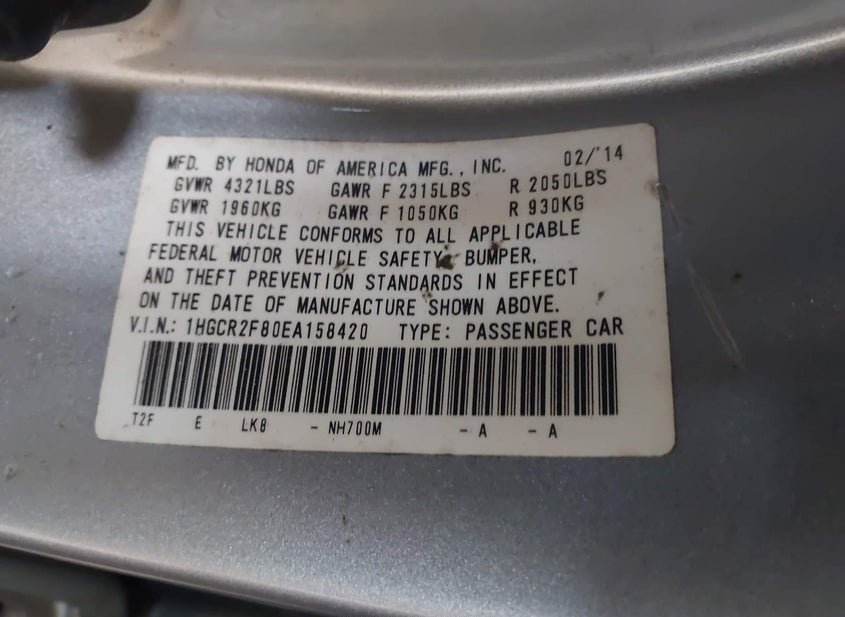 MFD. BY HONDA OF AMERICA MFG., INC. 02/'14
GVWR 4321LBS GAWR F 2315LBS R 2050LBS
GVWR 1960KG GAWR F 1050KG R 930KG
THIS VEHICLE CONFORMS TO ALL APPLICABLE
FEDERAL MOTOR VEHICLE SAFETY, BUMPER,
AND THEFT PREVENTION STANDARDS IN EFFECT
ON THE DATE OF MANUFACTURE SHOWN ABOVE.
V.I.N.: 1HGCR2F80EA158420 TYPE: PASSENGER CAR
T2F E LK8 - NH700M - A - A